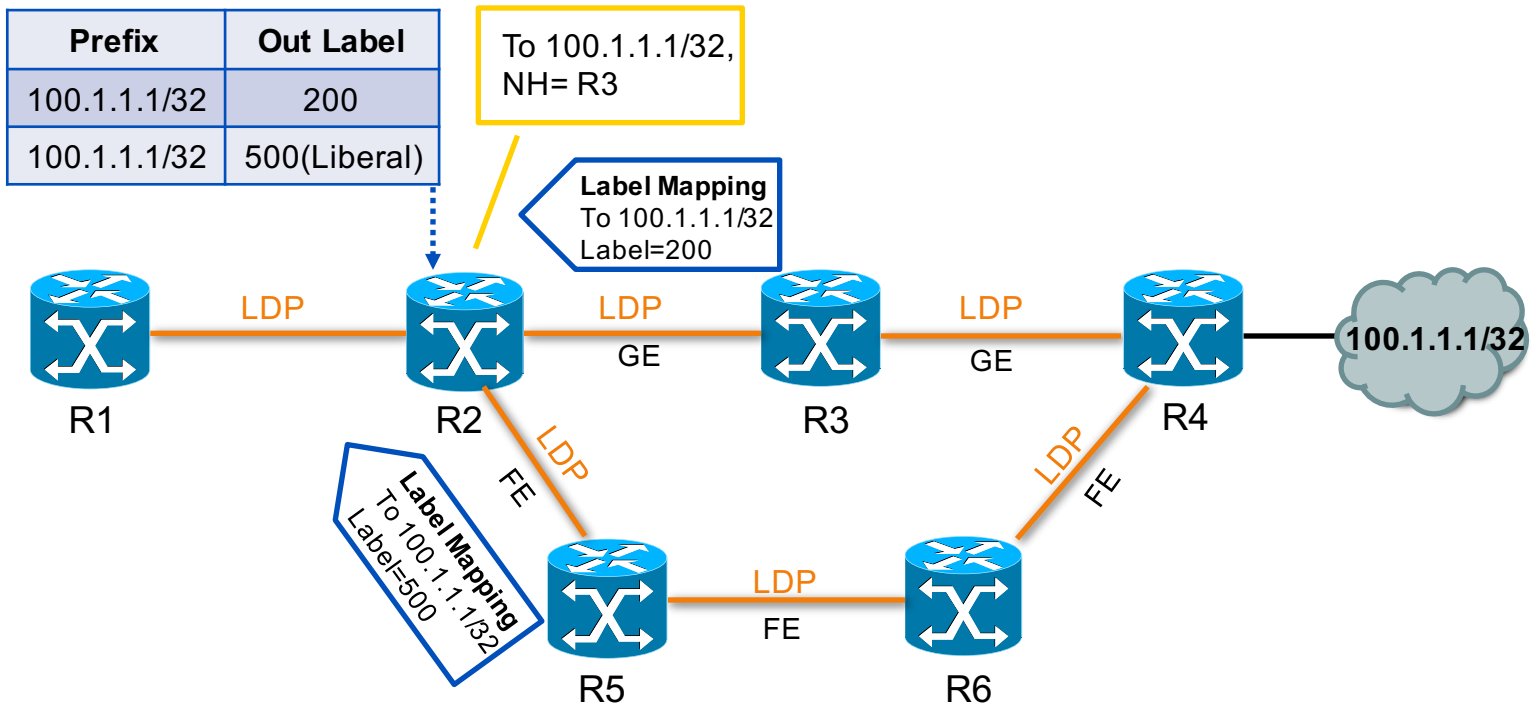 Prefix Out Label
100.1.1.1/32 200
100.1.1.1/32 500(Liberal)
To 100.1.1.1/32,
NH= R3
Label Mapping
To 100.1.1.1/32
Label=200
LDP
LDP
GE
LDP
GE
100.1.1.1/32
R1
R2
R3
R4
LDP
FE
Label Mapping
To 100.1.1.1/32
Label=500
LDP
FE
LDP
FE
R5
R6